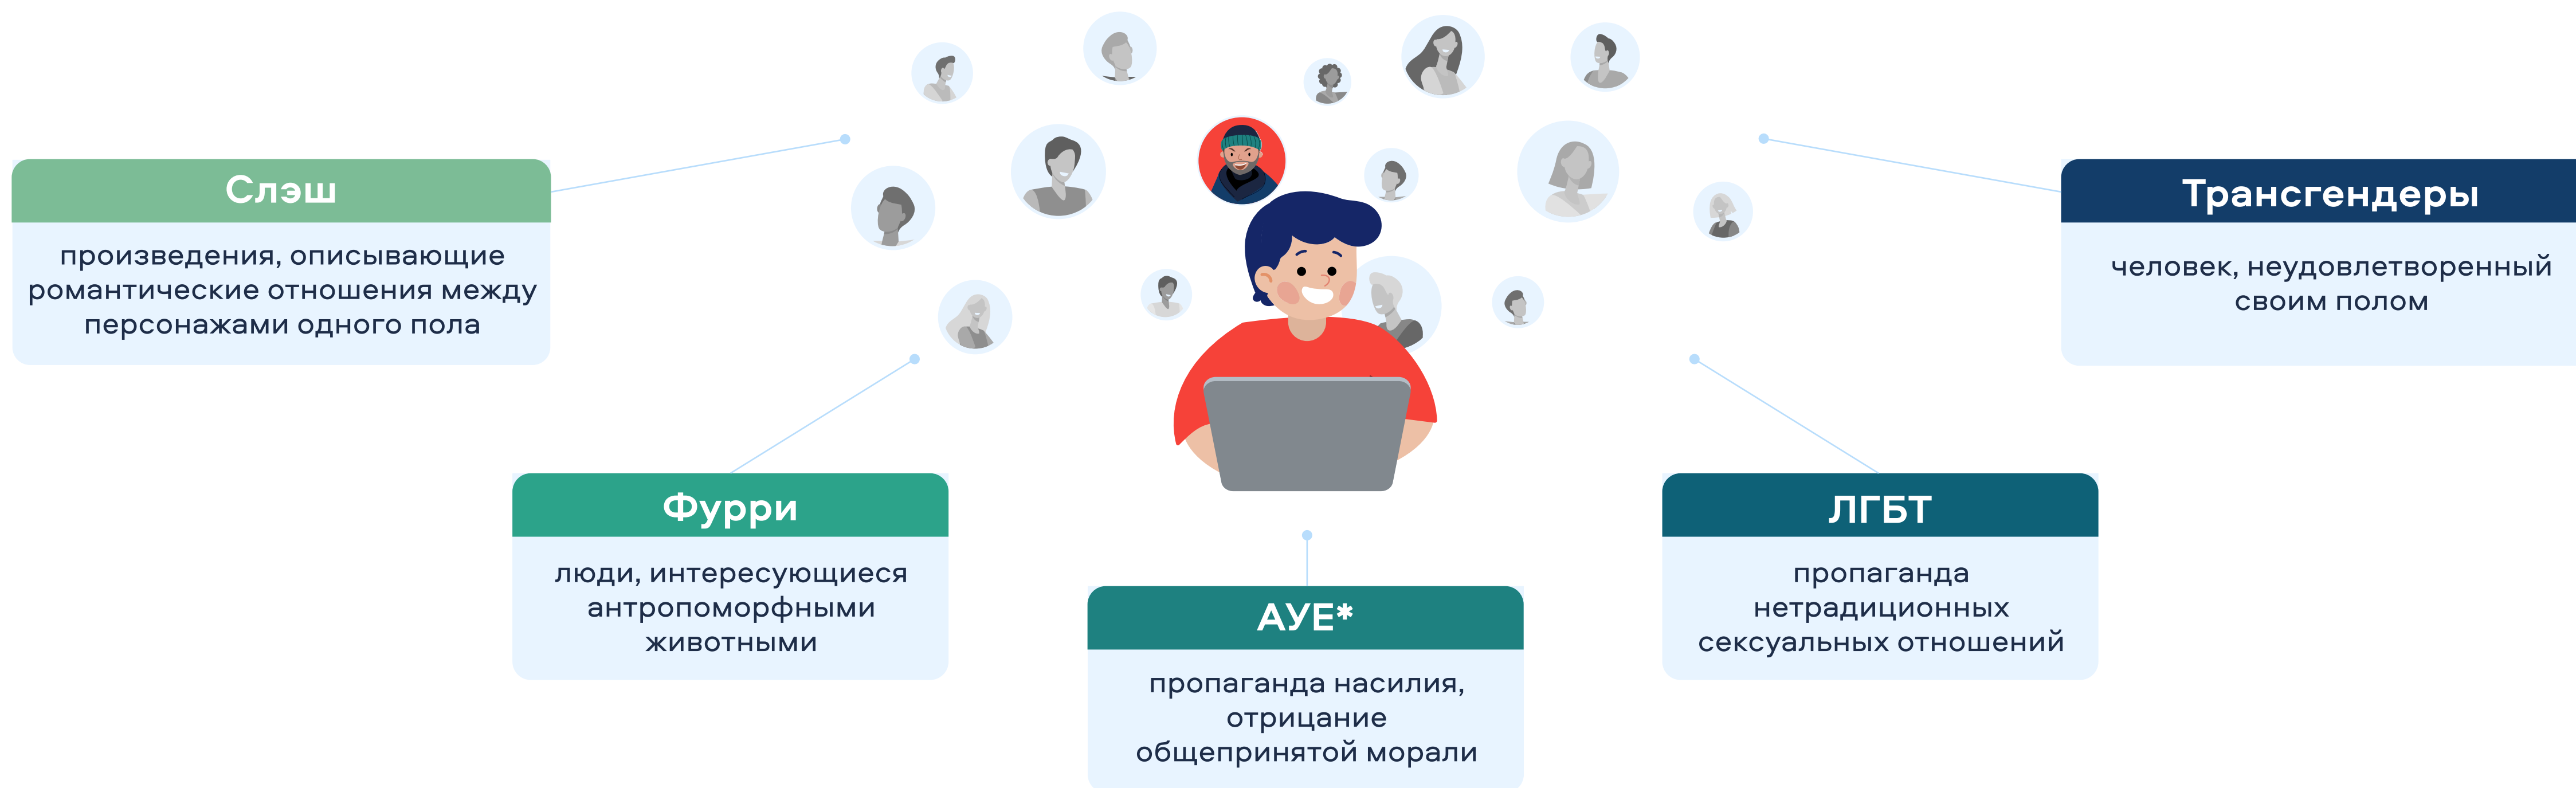 Слэш
произведения, описывающие
романтические отношения между
персонажами одного пола
Фурри
люди, интересующиеся
антропоморфными
животными
АУЕ*
пропаганда насилия,
отрицание
общепринятой морали
ЛГБТ
пропаганда
нетрадиционных
сексуальных отношений
Трансгендеры
человек, неудовлетворенный
своим полом